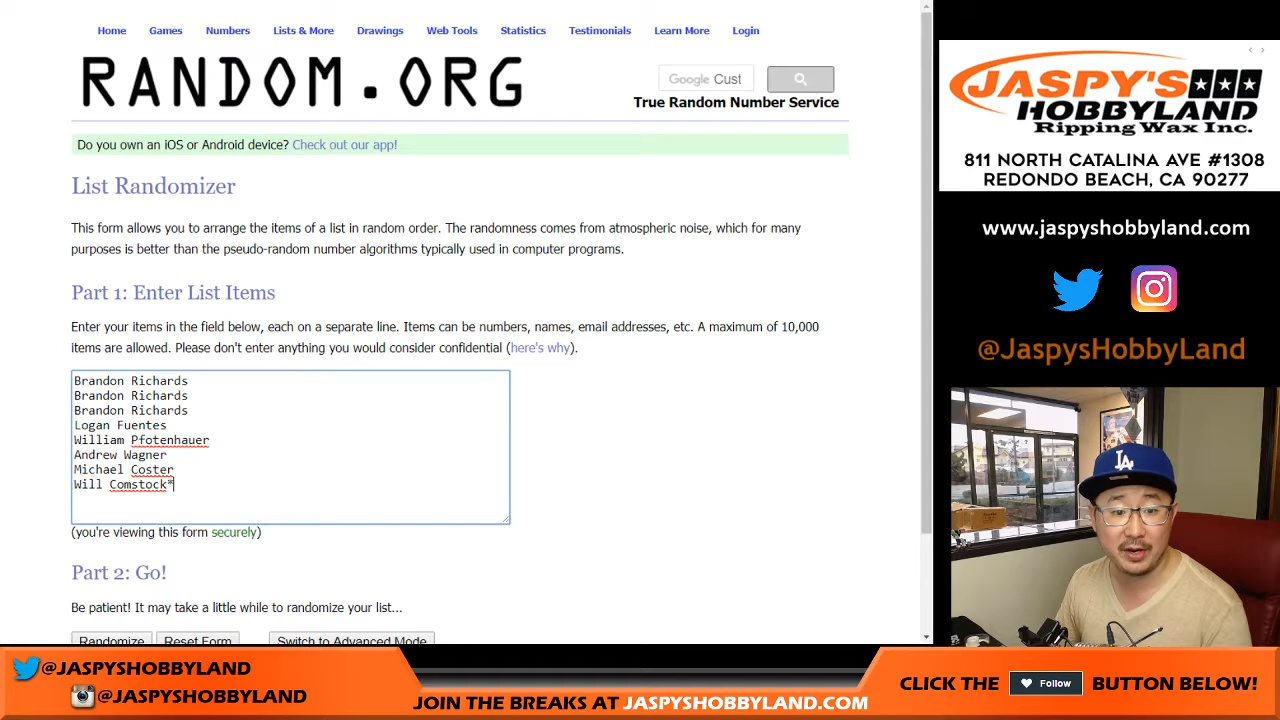 Home Games Numbers Lists & More Drawings Web Tools Statistics Testimonials Learn More Login
RANDOM.ORG
Google Cust
True Random Number Service
Do you own an iOS or Android device? Check out our app!
List Randomizer
This form allows you to arrange the items of a list in random order. The randomness comes from atmospheric noise, which for many
purposes is better than the pseudo-random number algorithms typically used in computer programs.
Part 1: Enter List Items
Enter your items in the field below, each on a separate line. Items can be numbers, names, email addresses, etc. A maximum of 10,000
items are allowed. Please don't enter anything you would consider confidential (here's why).
Brandon Richards
Brandon Richards
Brandon Richards
Logan Fuentes
William Pfotenhauer
Andrew Wagner
Michael Coster
Will Comstock*
(you're viewing this form securely)
Part 2: Go!
Be patient! It may take a little while to randomize your list...
Randomize Reset Form Switch to Advanced Mode
JASPY'S
HOBBYLAND
Ripping Wax Inc.
811 NORTH CATALINA AVE #1308
REDONDO BEACH, CA 90277
www.jaspyshobbyland.com
@JaspysHobbyLand
LA
@JASPYSHOBBYLAND
@JASPYSHOBBYLAND
JOIN THE BREAKS AT JASPYSHOBBYLAND.COM
CLICK THE Follow BUTTON BELOW!